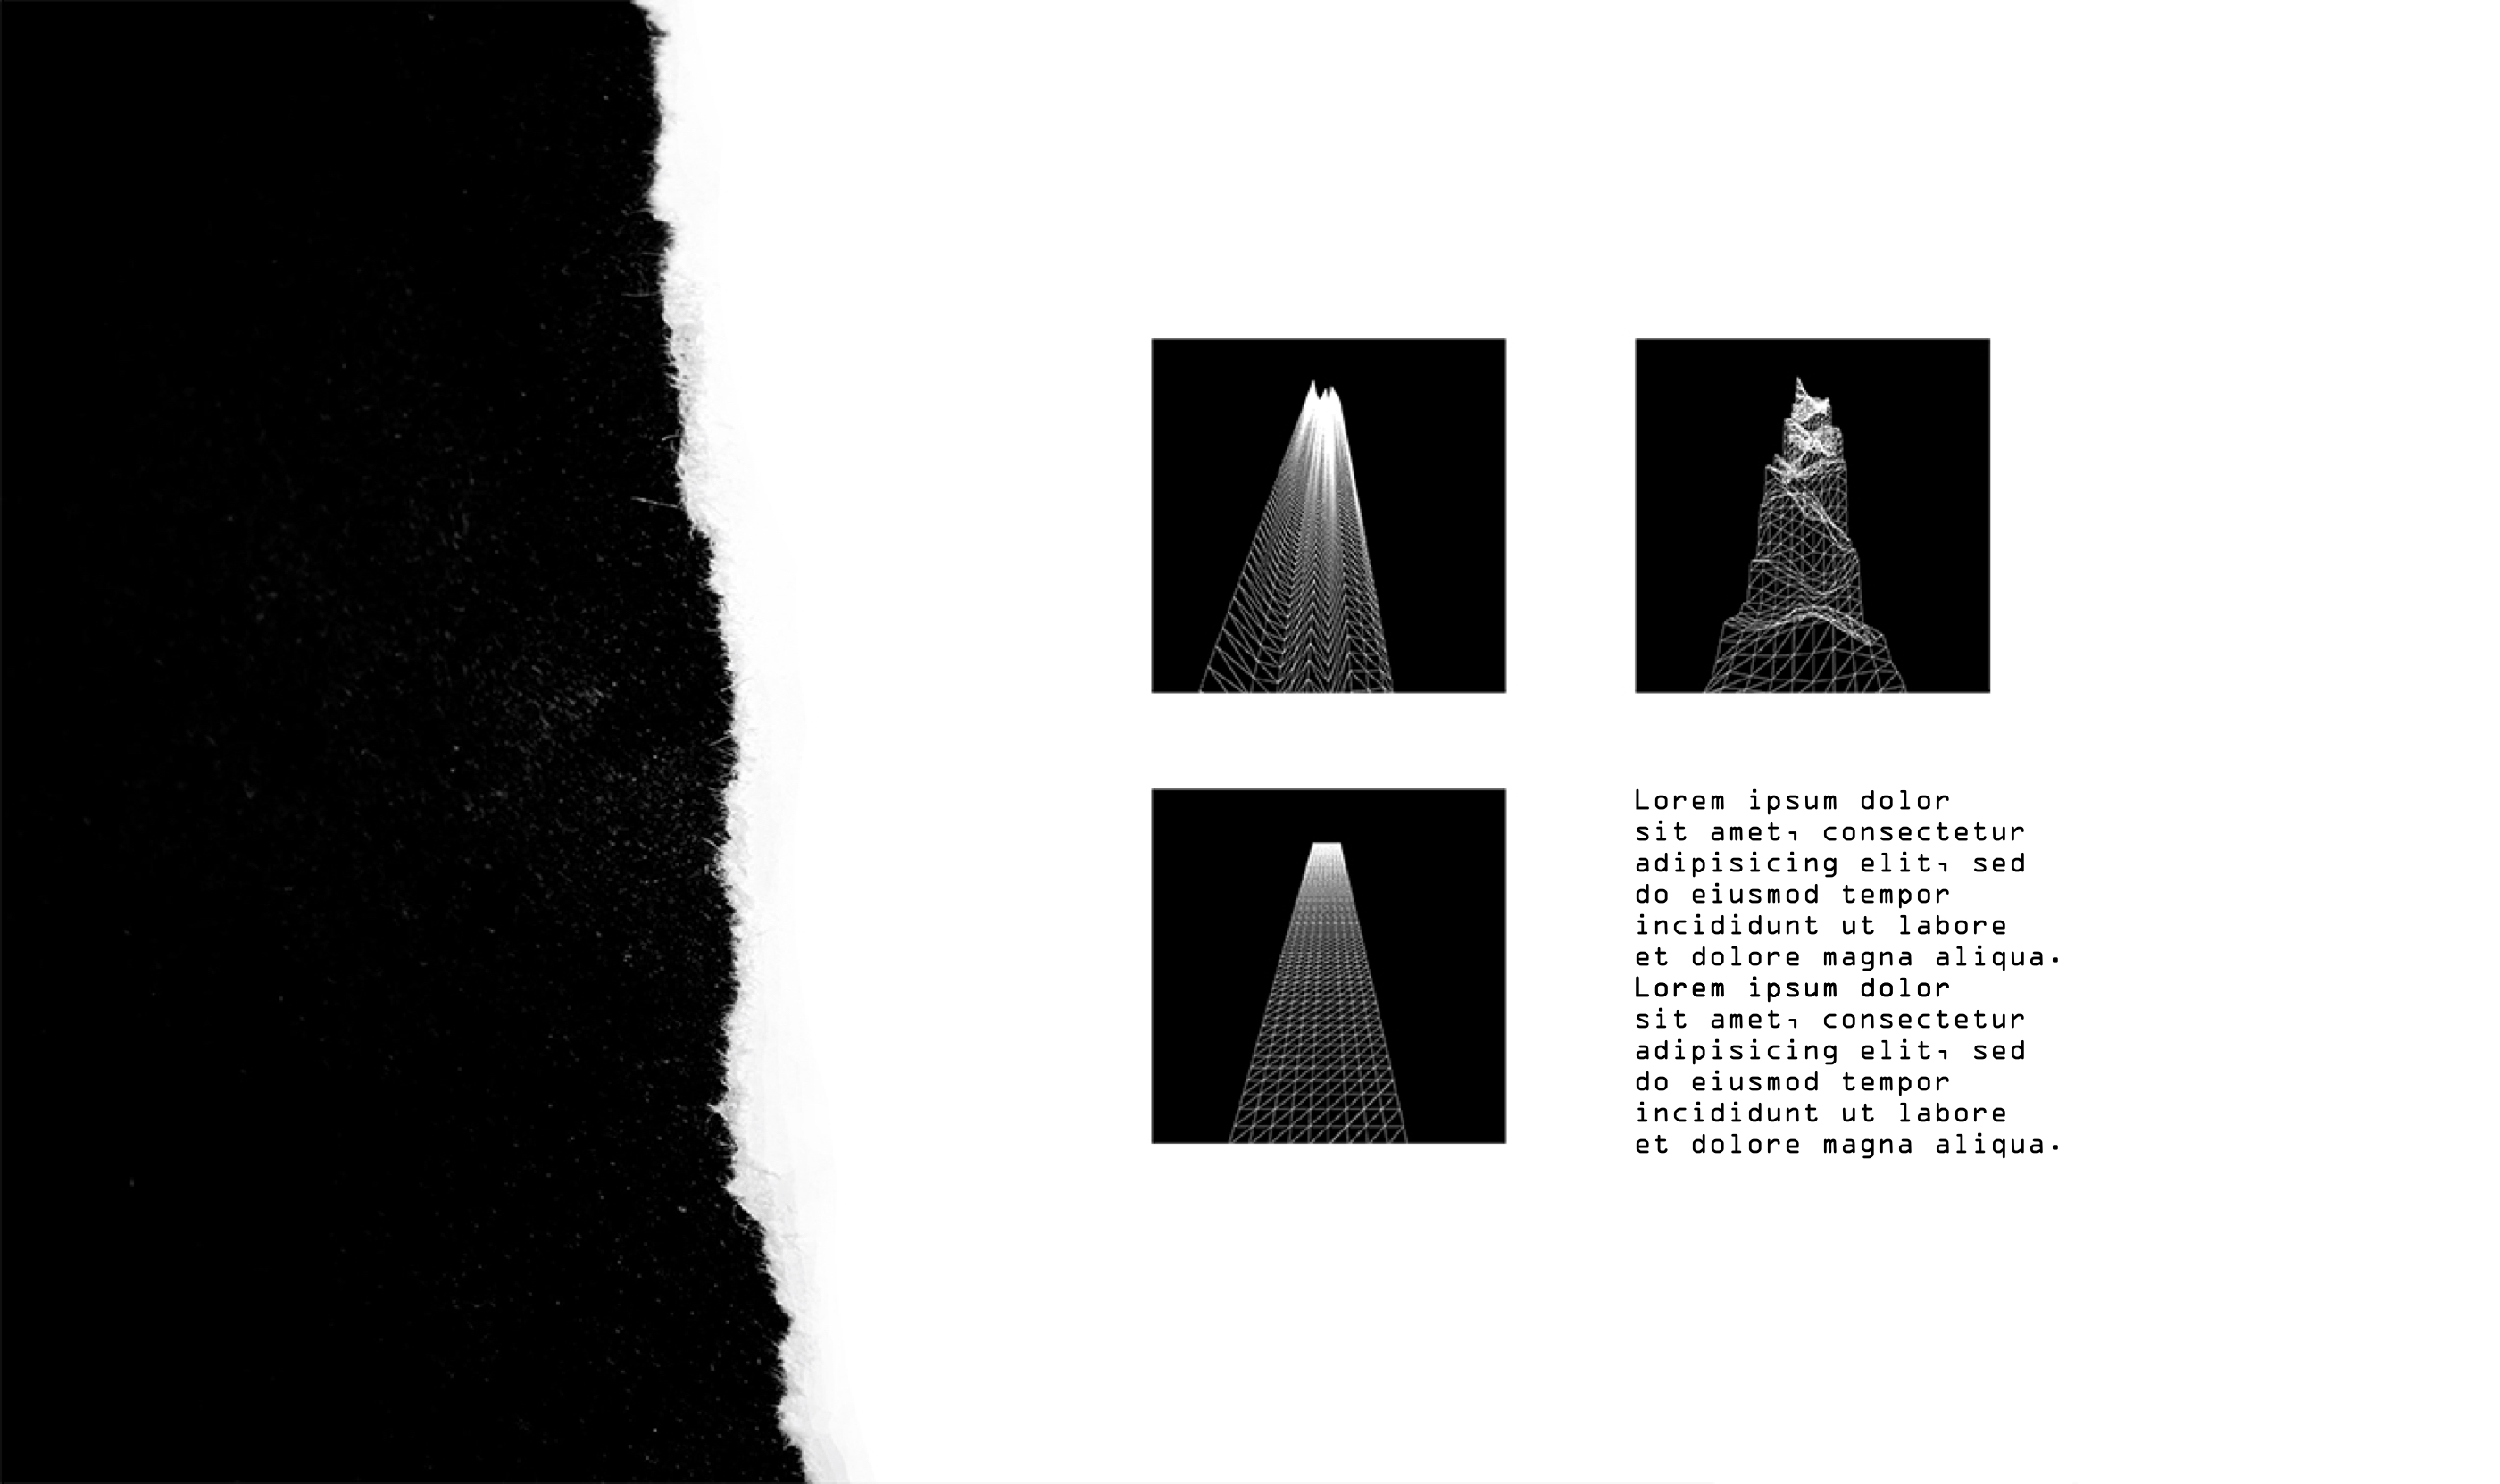 Lorem ipsum dolor
sit amet, consectetur
adipisicing elit, sed
do eiusmod tempor
incididunt ut labore
et dolore magna aliqua.
Lorem ipsum dolor
sit amet, consectetur
adipisicing elit, sed
do eiusmod tempor
incididunt ut labore
et dolore magna aliqua.